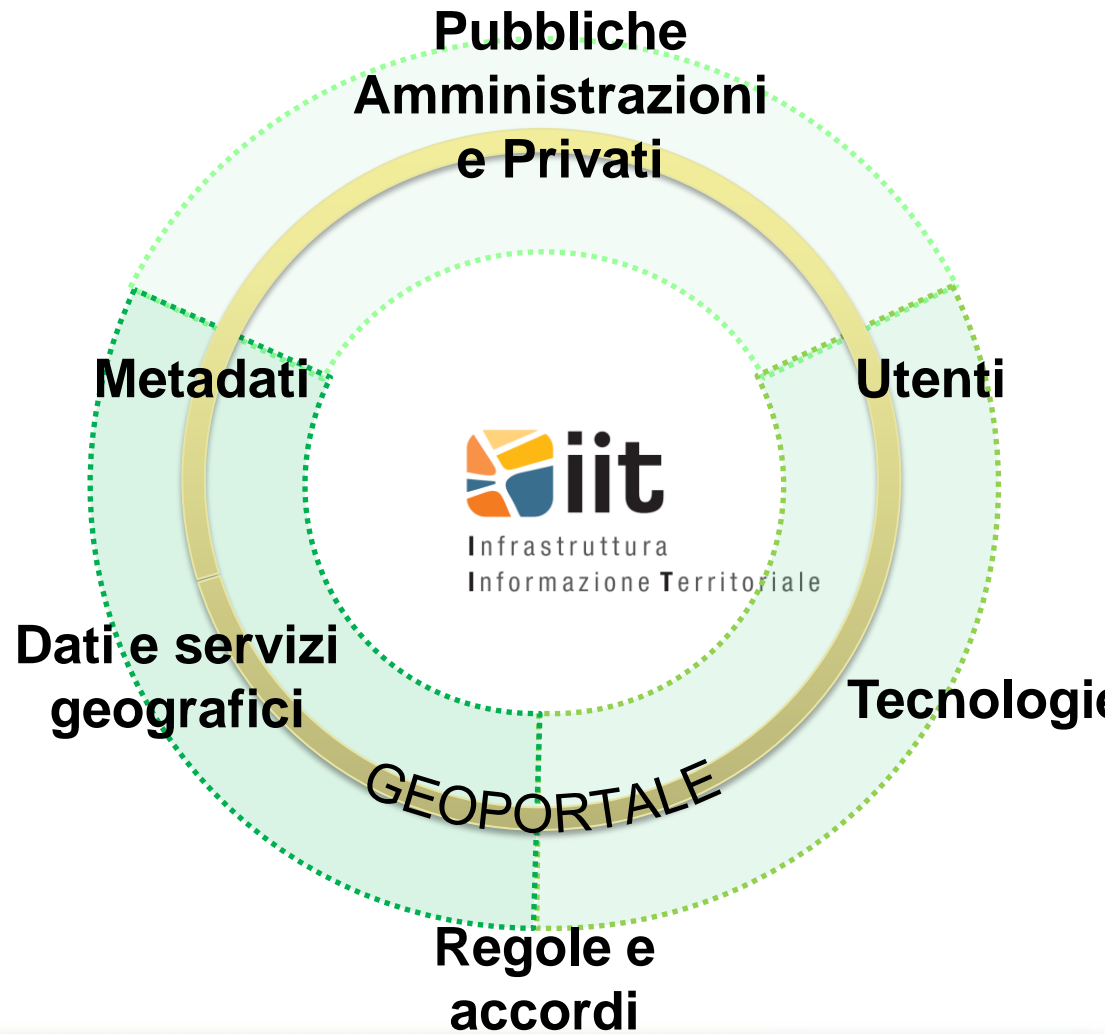 Pubbliche
Amministrazioni
e Privati
Metadati
Utenti
iit
Infrastruttura
Informazione Territoriale
Dati e servizi
geografici
Tecnologie
GEOPORTALE
Regole e
accordi